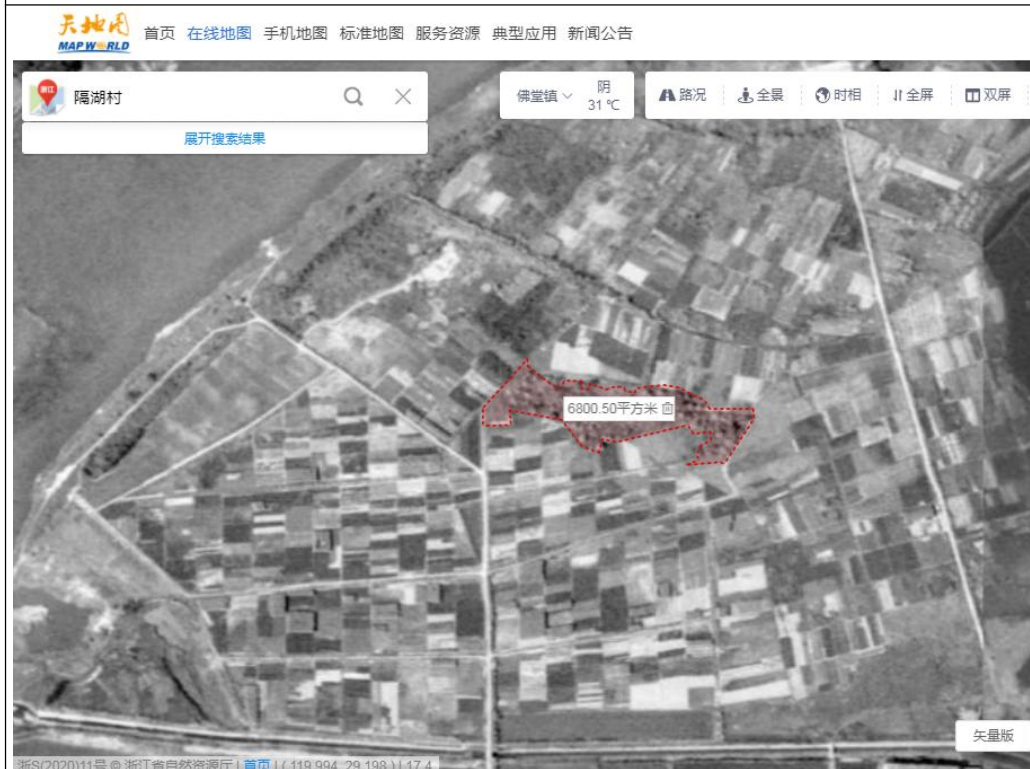 天地图 首页 在线地图 手机地图 标准地图 服务资源 典型应用 新闻公告
MAP WORLD
浙江 隔湖村 佛堂镇 阴 31 ℃ 路况 全景 时相 全屏 双屏
展开搜索结果
6800.50平方米
矢量版
浙S(2020)11号 © 浙江省自然资源厅 | 首页 | ( 119.994, 29.198 ) | 17.4